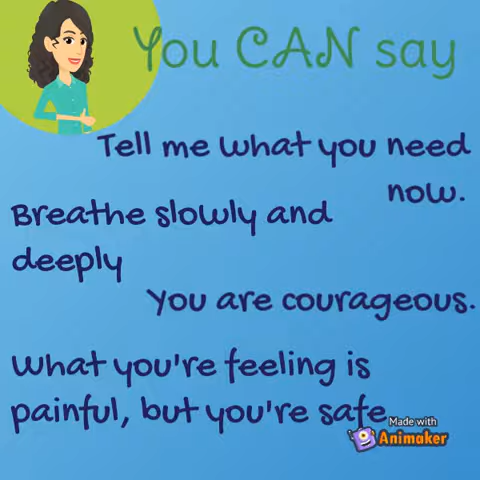 You CAN say
Tell me what you need
now.
Breathe slowly and
deeply
You are courageous.
What you're feeling is
painful, but you're safe
Made with
Animaker